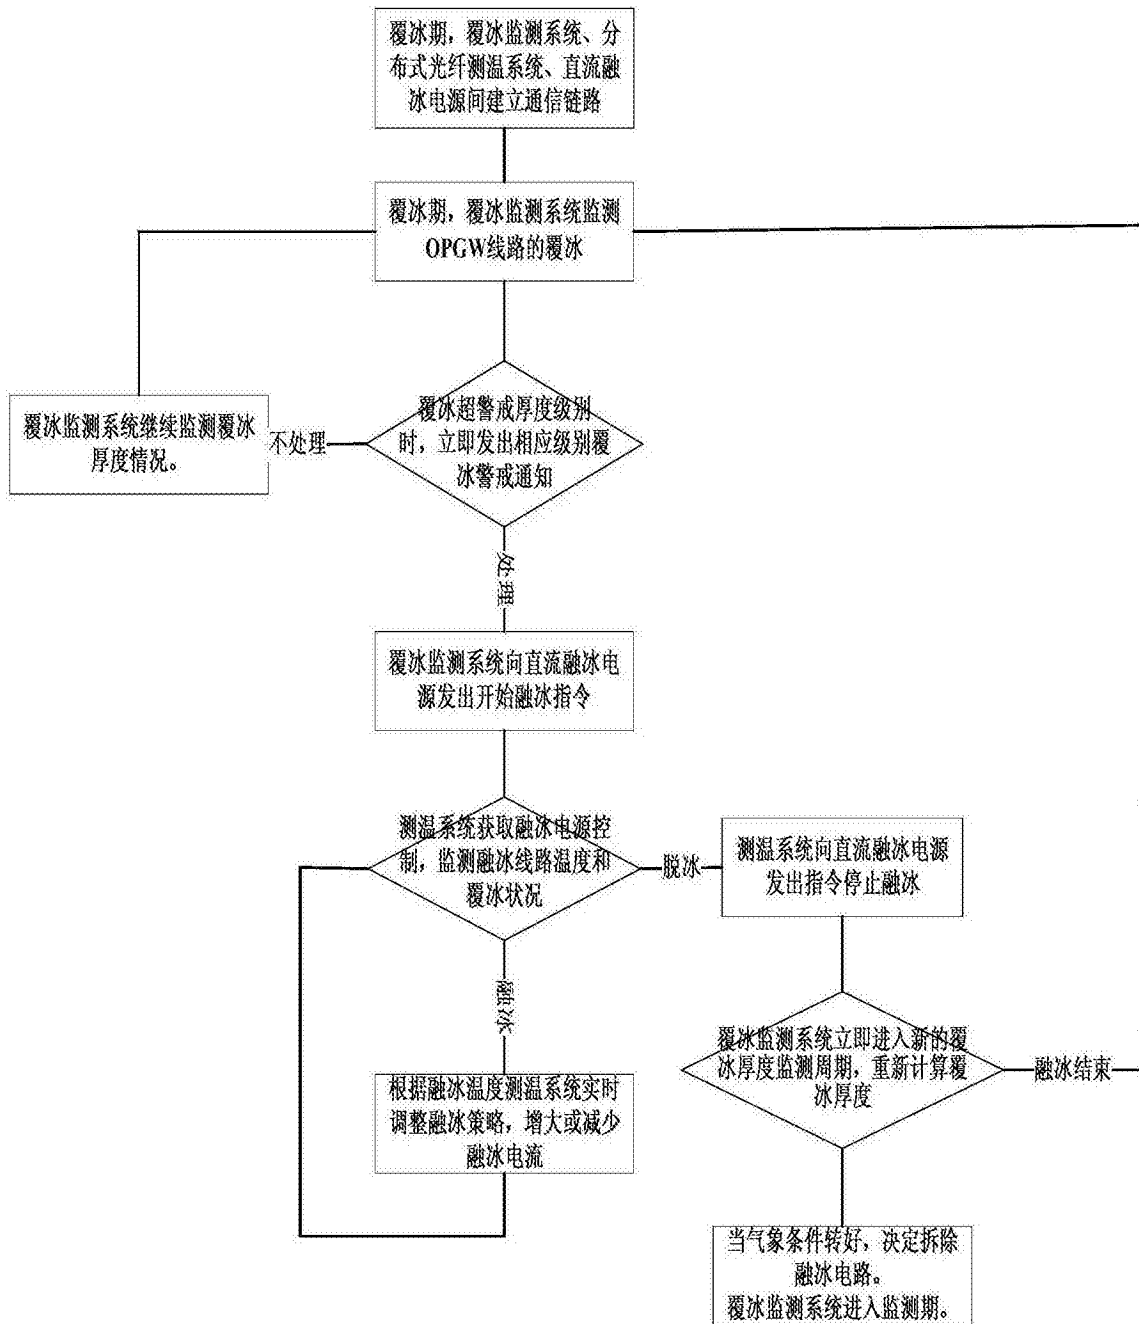 覆冰期，覆冰监测系统、分
布式光纤测温系统、直流融
冰电源间建立通信链路
覆冰期，覆冰监测系统监测
OPGW线路的覆冰
覆冰监测系统继续监测覆冰
厚度情况。
不处理
覆冰超警戒厚度级别
时，立即发出相应级别覆
冰警戒通知
处理
覆冰监测系统向直流融冰电
源发出开始融冰指令
测温系统获取融冰电源控
制，监测融冰线路温度和
覆冰状况
脱冰
测温系统向直流融冰电源
发出指令停止融冰
融冰
覆冰监测系统立即进入新的覆
冰厚度监测周期，重新计算覆
冰厚度
融冰结束
根据融冰温度测温系统实时
调整融冰策略，增大或减少
融冰电流
当气象条件转好，决定拆除
融冰电路。
覆冰监测系统进入监测期。